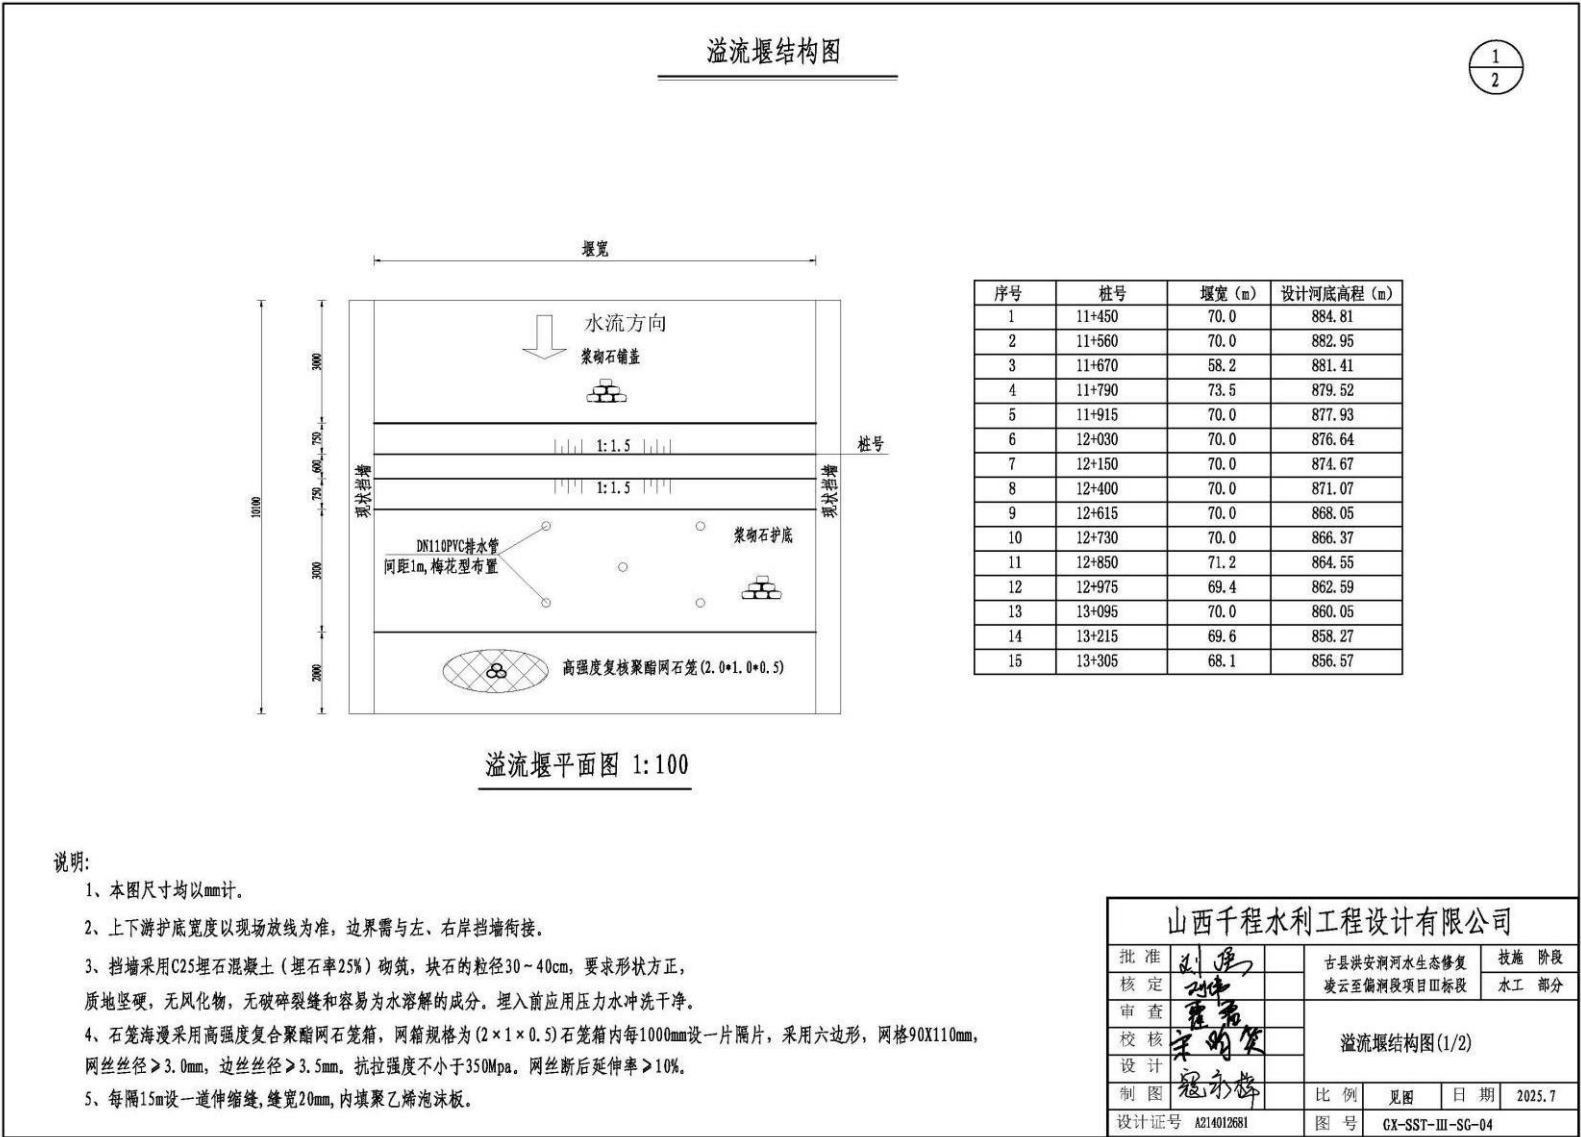 溢流堰结构图
1
2
堰宽
水流方向
浆砌石铺盖
3000
750
600
750
3000
2000
10100
1:1.5
桩号
1:1.5
现状挡墙
现状挡墙
DN110PVC排水管
间距1m,梅花型布置
浆砌石护底
高强度复核聚酯网石笼(2.0*1.0*0.5)
溢流堰平面图 1:100
序号 桩号 堰宽(m) 设计河底高程(m)
1 11+450 70.0 884.81
2 11+560 70.0 882.95
3 11+670 58.2 881.41
4 11+790 73.5 879.52
5 11+915 70.0 877.93
6 12+030 70.0 876.64
7 12+150 70.0 874.67
8 12+400 70.0 871.07
9 12+615 70.0 868.05
10 12+730 70.0 866.37
11 12+850 71.2 864.55
12 12+975 69.4 862.59
13 13+095 70.0 860.05
14 13+215 69.6 858.27
15 13+305 68.1 856.57
说明:
1、本图尺寸均以mm计。
2、上下游护底宽度以现场放线为准，边界需与左、右岸挡墙衔接。
3、挡墙采用C25埋石混凝土（埋石率25%）砌筑，块石的粒径30~40cm，要求形状方正，
质地坚硬，无风化物，无破碎裂缝和容易为水溶解的成分。埋入前应用压力水冲洗干净。
4、石笼海漫采用高强度复合聚酯网石笼箱，网箱规格为(2×1×0.5)石笼箱内每1000mm设一片隔片，采用六边形，网格90X110mm，
网丝丝径≥3.0mm，边丝丝径≥3.5mm。抗拉强度不小于350Mpa。网丝断后延伸率≥10%。
5、每隔15m设一道伸缩缝,缝宽20mm,内填聚乙烯泡沫板。
山西千程水利工程设计有限公司
批准
核定
审查
校核
设计
制图
设计证号 A214012681
古县洪安涧河水生态修复
凌云至偏涧段项目Ⅲ标段
技施 阶段
水工 部分
溢流堰结构图(1/2)
比例 见图 日期 2025.7
图号 GX-SST-Ⅲ-SG-04